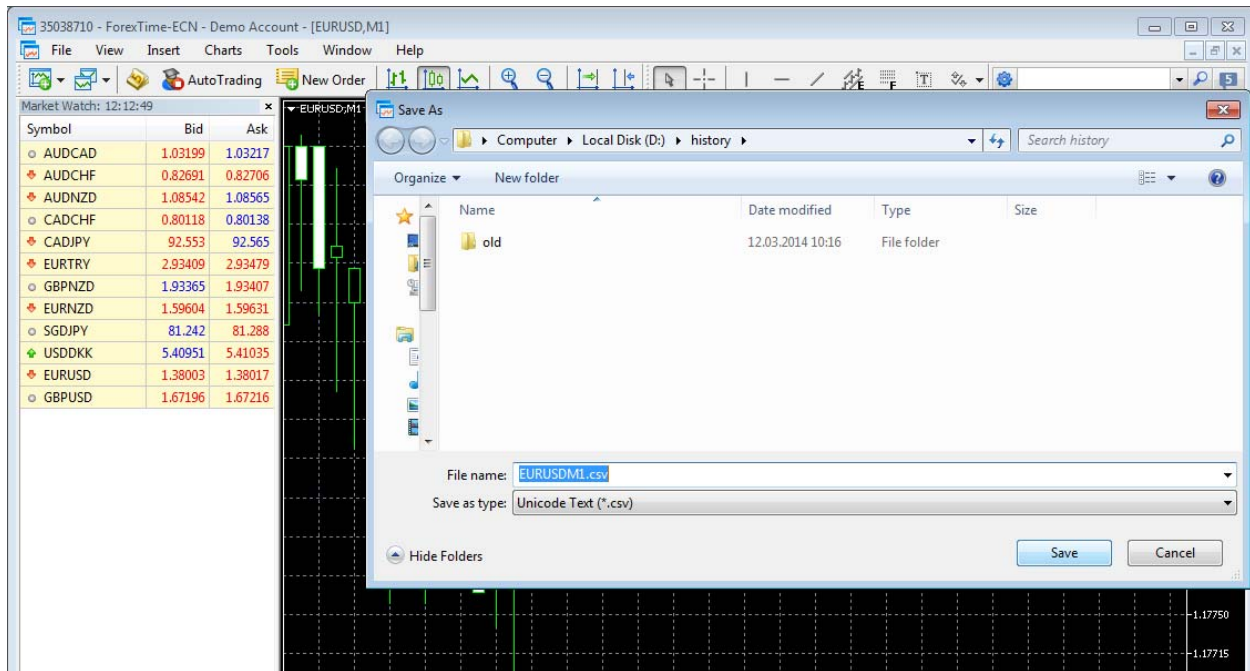 35038710 - ForexTime-ECN - Demo Account - [EURUSD,M1]
File View Insert Charts Tools Window Help
AutoTrading New Order E F T 5
Market Watch: 12:12:49
Symbol Bid Ask
AUDCAD 1.03199 1.03217
AUDCHF 0.82691 0.82706
AUDNZD 1.08542 1.08565
CADCHF 0.80118 0.80138
CADJPY 92.553 92.565
EURTRY 2.93409 2.93479
GBPNZD 1.93365 1.93407
EURNZD 1.59604 1.59631
SGDJPY 81.242 81.288
USDDKK 5.40951 5.41035
EURUSD 1.38003 1.38017
GBPUSD 1.67196 1.67216
EURUSD,M1
Save As
Computer Local Disk (D:) history
Search history
Organize New folder
Name Date modified Type Size
old 12.03.2014 10:16 File folder
File name: EURUSDM1.csv
Save as type: Unicode Text (*.csv)
Hide Folders Save Cancel
1.17750
1.17715